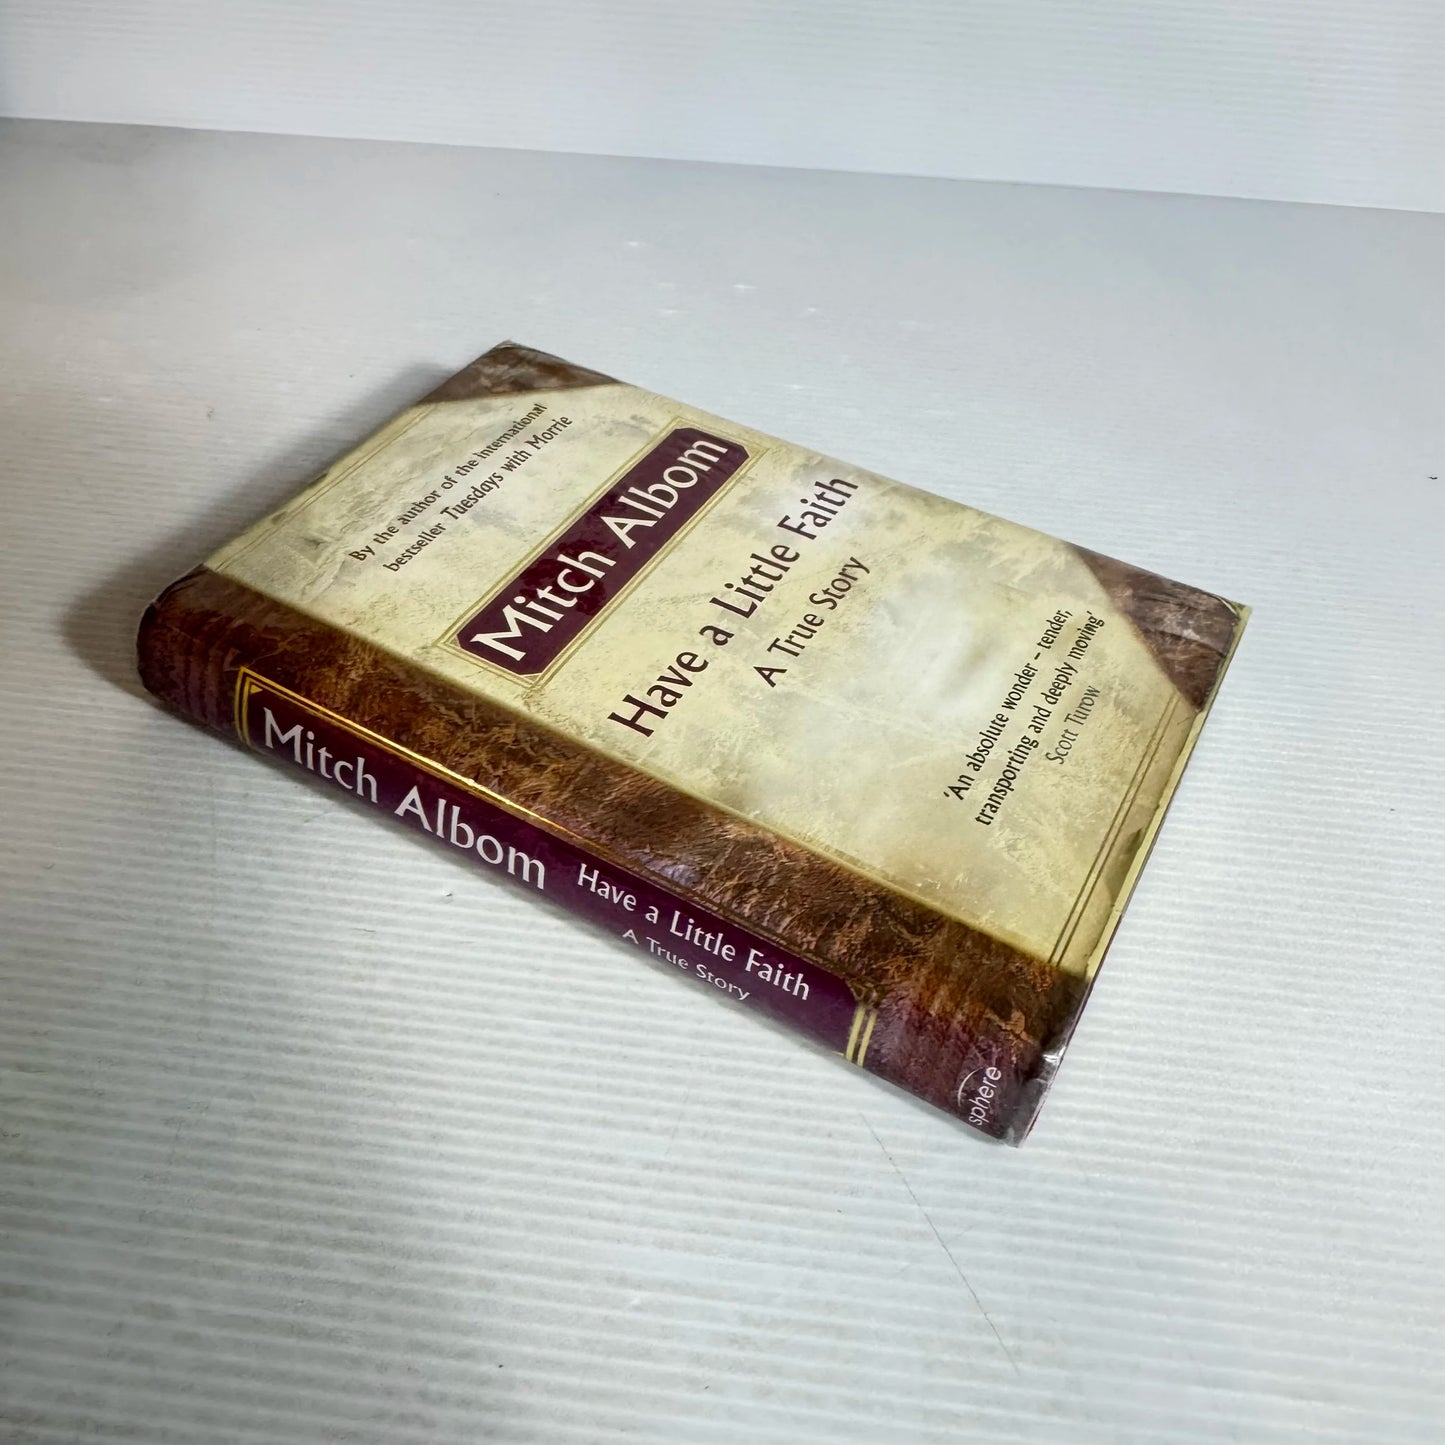 By the author of the international
bestseller Tuesdays with Morrie
Mitch Albom
Have a Little Faith
A True Story
‘An absolute wonder – tender,
transporting and deeply moving’
Scott Turow
Mitch Albom
Have a Little Faith
A True Story
sphere